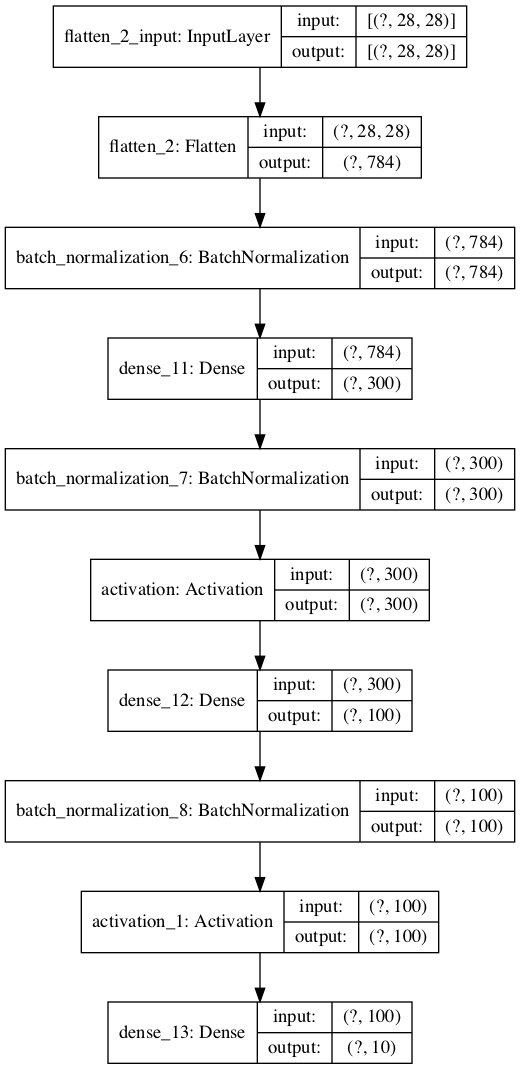 flatten_2_input: InputLayer
input: [(?, 28, 28)]
output: [(?, 28, 28)]
flatten_2: Flatten
input: (?, 28, 28)
output: (?, 784)
batch_normalization_6: BatchNormalization
input: (?, 784)
output: (?, 784)
dense_11: Dense
input: (?, 784)
output: (?, 300)
batch_normalization_7: BatchNormalization
input: (?, 300)
output: (?, 300)
activation: Activation
input: (?, 300)
output: (?, 300)
dense_12: Dense
input: (?, 300)
output: (?, 100)
batch_normalization_8: BatchNormalization
input: (?, 100)
output: (?, 100)
activation_1: Activation
input: (?, 100)
output: (?, 100)
dense_13: Dense
input: (?, 100)
output: (?, 10)